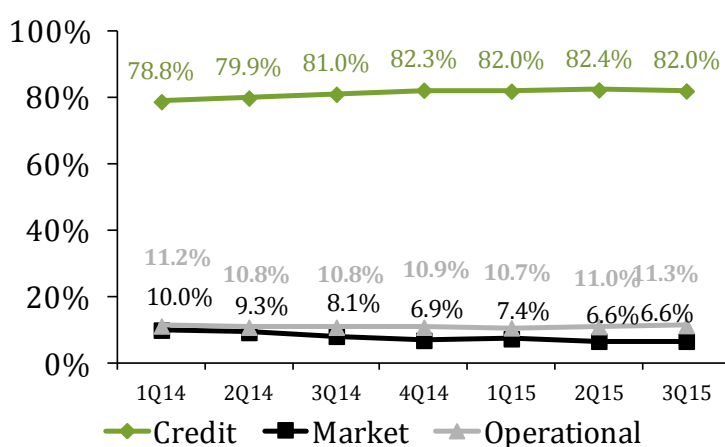 100%
78.8% 79.9% 81.0% 82.3% 82.0% 82.4% 82.0%
80%
60%
40%
11.2% 10.8% 10.8% 10.9% 10.7% 11.0% 11.3%
20%
10.0% 9.3% 8.1% 6.9% 7.4% 6.6% 6.6%
0%
1Q14 2Q14 3Q14 4Q14 1Q15 2Q15 3Q15
Credit Market Operational